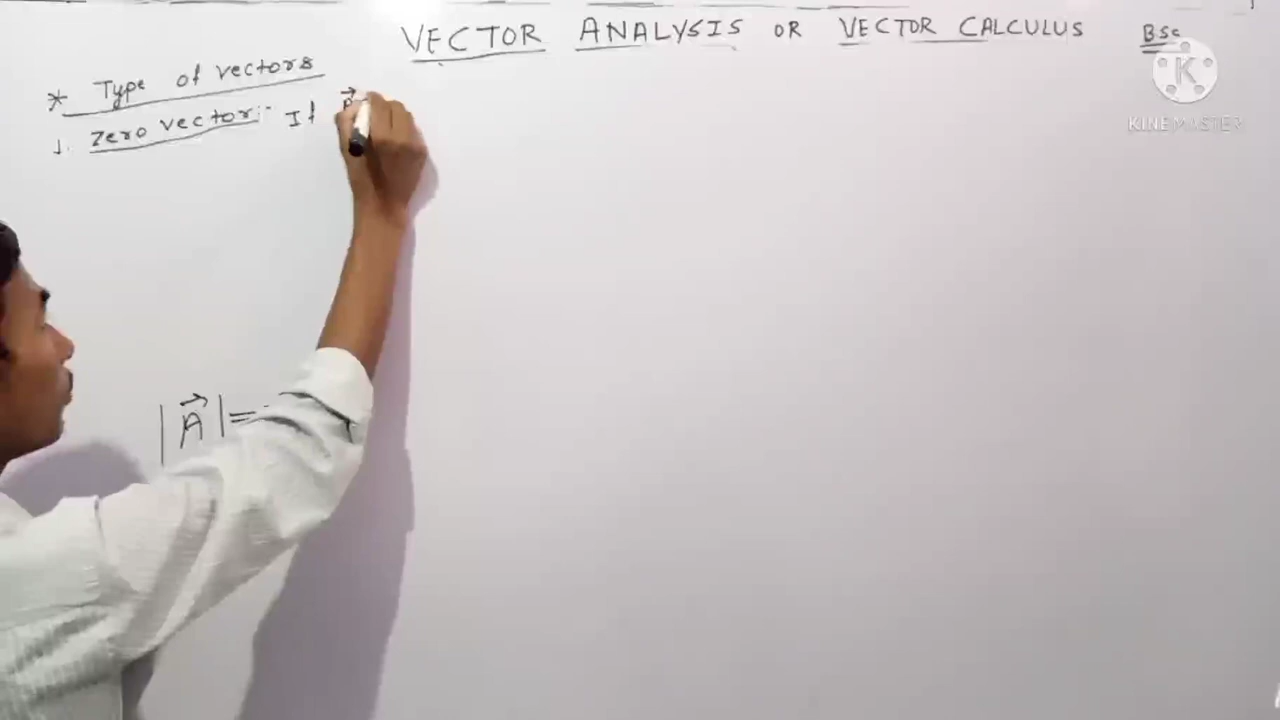 VECTOR ANALYSIS OR VECTOR CALCULUS BSc
* Type of vectors
1. Zero vector :- If
|A⃗| =
K
KINEMASTER